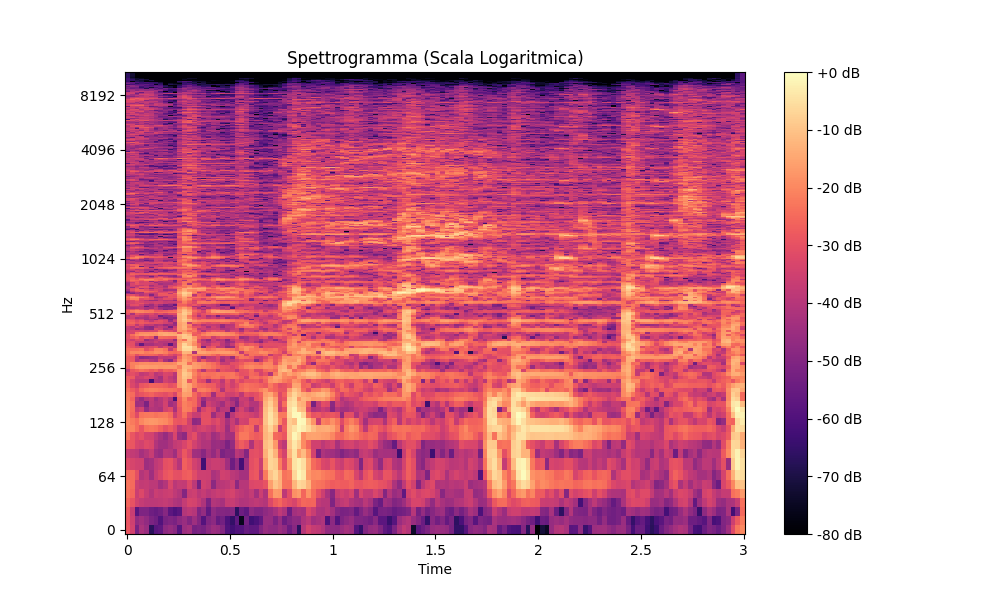 Spettrogramma (Scala Logaritmica)
Hz
8192
4096
2048
1024
512
256
128
64
0
0 0.5 1 1.5 2 2.5 3
Time
+0 dB
-10 dB
-20 dB
-30 dB
-40 dB
-50 dB
-60 dB
-70 dB
-80 dB